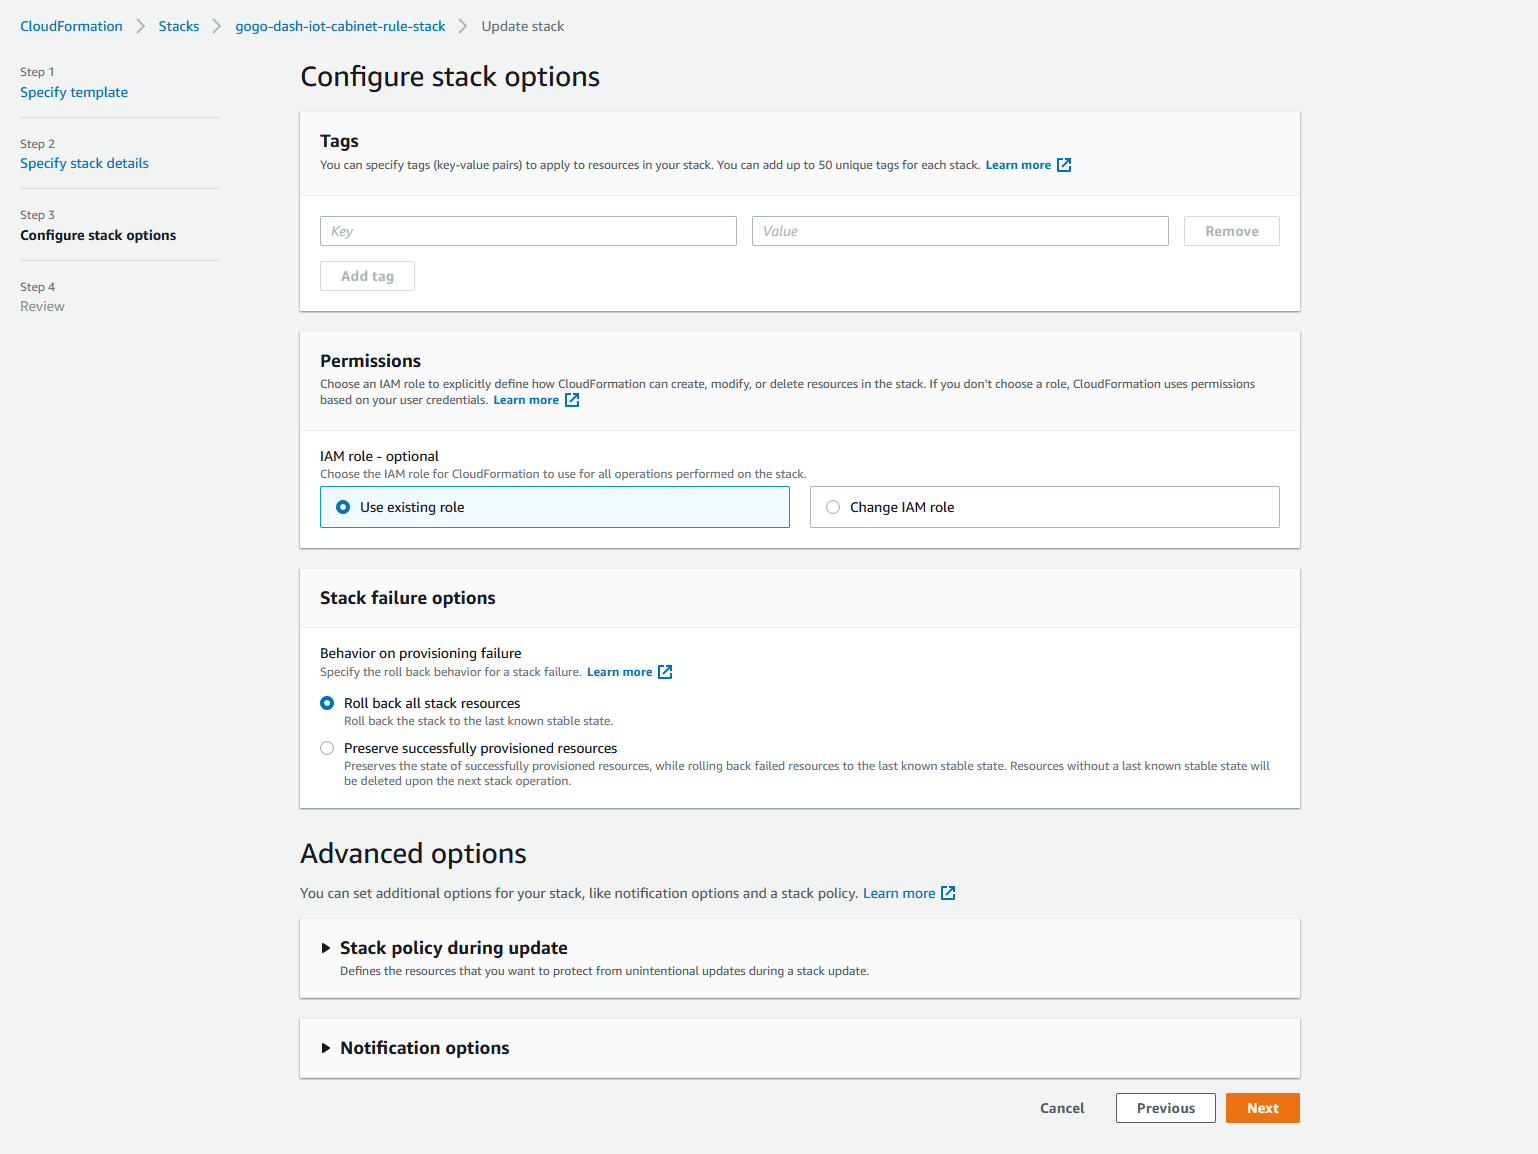 CloudFormation > Stacks > gogo-dash-iot-cabinet-rule-stack > Update stack
Step 1
Specify template
Step 2
Specify stack details
Step 3
Configure stack options
Step 4
Review
Configure stack options
Tags
You can specify tags (key-value pairs) to apply to resources in your stack. You can add up to 50 unique tags for each stack. Learn more
Key
Value
Remove
Add tag
Permissions
Choose an IAM role to explicitly define how CloudFormation can create, modify, or delete resources in the stack. If you don't choose a role, CloudFormation uses permissions
based on your user credentials. Learn more
IAM role - optional
Choose the IAM role for CloudFormation to use for all operations performed on the stack.
Use existing role
Change IAM role
Stack failure options
Behavior on provisioning failure
Specify the roll back behavior for a stack failure. Learn more
Roll back all stack resources
Roll back the stack to the last known stable state.
Preserve successfully provisioned resources
Preserves the state of successfully provisioned resources, while rolling back failed resources to the last known stable state. Resources without a last known stable state will
be deleted upon the next stack operation.
Advanced options
You can set additional options for your stack, like notification options and a stack policy. Learn more
Stack policy during update
Defines the resources that you want to protect from unintentional updates during a stack update.
Notification options
Cancel
Previous
Next